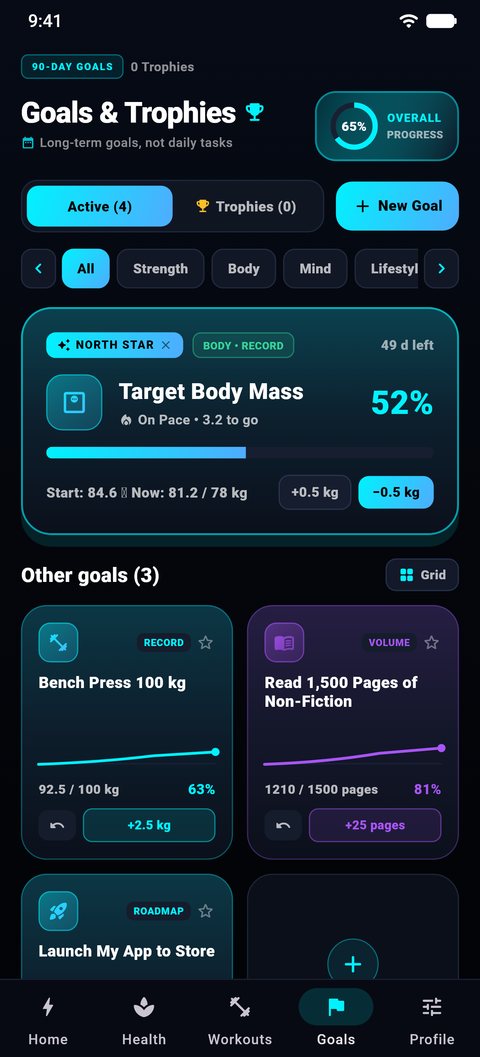 9:41
90-DAY GOALS 0 Trophies
Goals & Trophies
Long-term goals, not daily tasks
65% OVERALL PROGRESS
Active (4) Trophies (0) + New Goal
All Strength Body Mind Lifestyl
NORTH STAR × BODY • RECORD 49 d left
Target Body Mass
On Pace • 3.2 to go
52%
Start: 84.6 ▯ Now: 81.2 / 78 kg +0.5 kg −0.5 kg
Other goals (3) Grid
RECORD
Bench Press 100 kg
92.5 / 100 kg 63%
+2.5 kg
VOLUME
Read 1,500 Pages of
Non-Fiction
1210 / 1500 pages 81%
+25 pages
ROADMAP
Launch My App to Store
+
Home Health Workouts Goals Profile